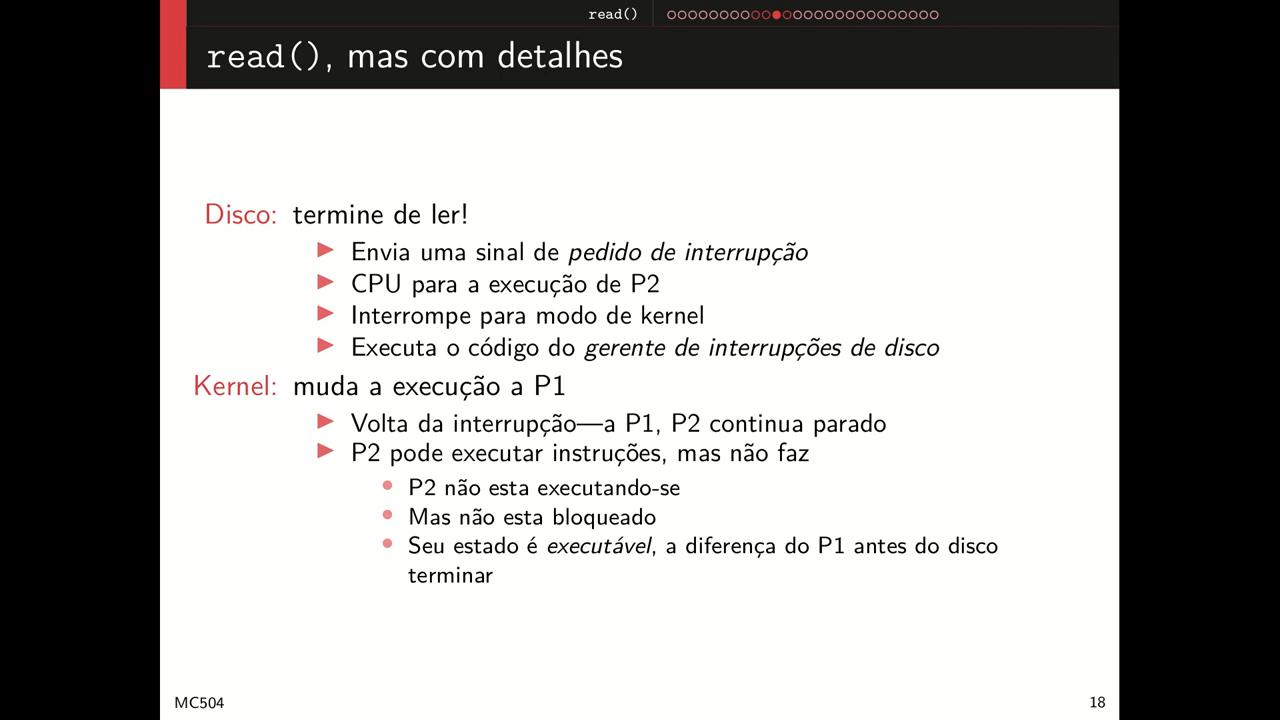 read()
read(), mas com detalhes
Disco: termine de ler!
Envia uma sinal de pedido de interrupção
CPU para a execução de P2
Interrompe para modo de kernel
Executa o código do gerente de interrupções de disco
Kernel: muda a execução a P1
Volta da interrupção—a P1, P2 continua parado
P2 pode executar instruções, mas não faz
P2 não esta executando-se
Mas não esta bloqueado
Seu estado é executável, a diferença do P1 antes do disco
terminar
MC504
18